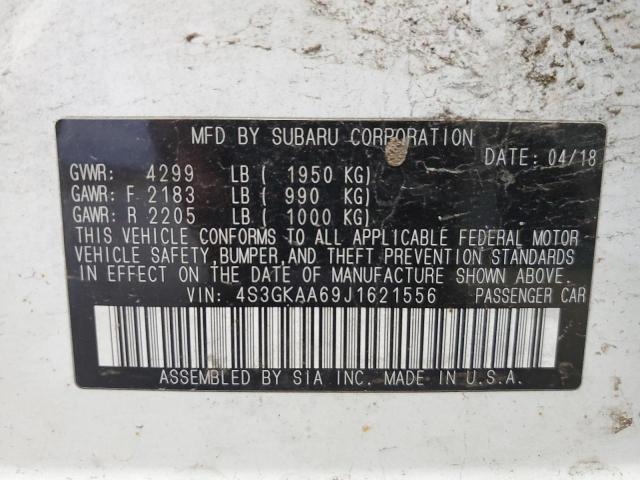 MFD BY SUBARU CORPORATION
DATE: 04/18
GVWR: 4299 LB ( 1950 KG)
GAWR: F 2183 LB ( 990 KG)
GAWR: R 2205 LB ( 1000 KG)
THIS VEHICLE CONFORMS TO ALL APPLICABLE FEDERAL MOTOR
VEHICLE SAFETY,BUMPER,AND THEFT PREVENTION STANDARDS
IN EFFECT ON THE DATE OF MANUFACTURE SHOWN ABOVE.
VIN: 4S3GKAA69J1621556 PASSENGER CAR
ASSEMBLED BY SIA INC. MADE IN U.S.A.